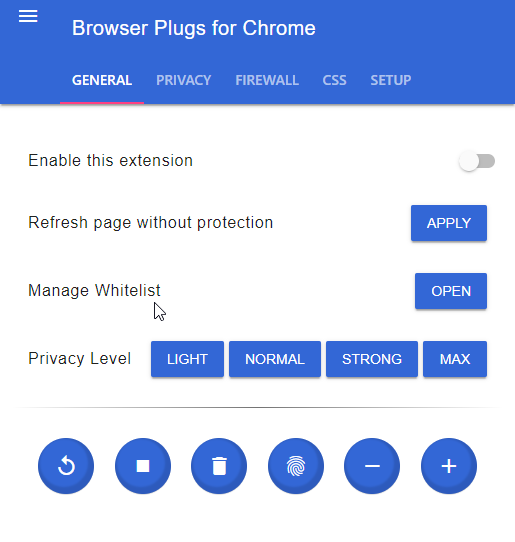 Browser Plugs for Chrome
GENERAL PRIVACY FIREWALL CSS SETUP
Enable this extension
Refresh page without protection APPLY
Manage Whitelist OPEN
Privacy Level LIGHT NORMAL STRONG MAX